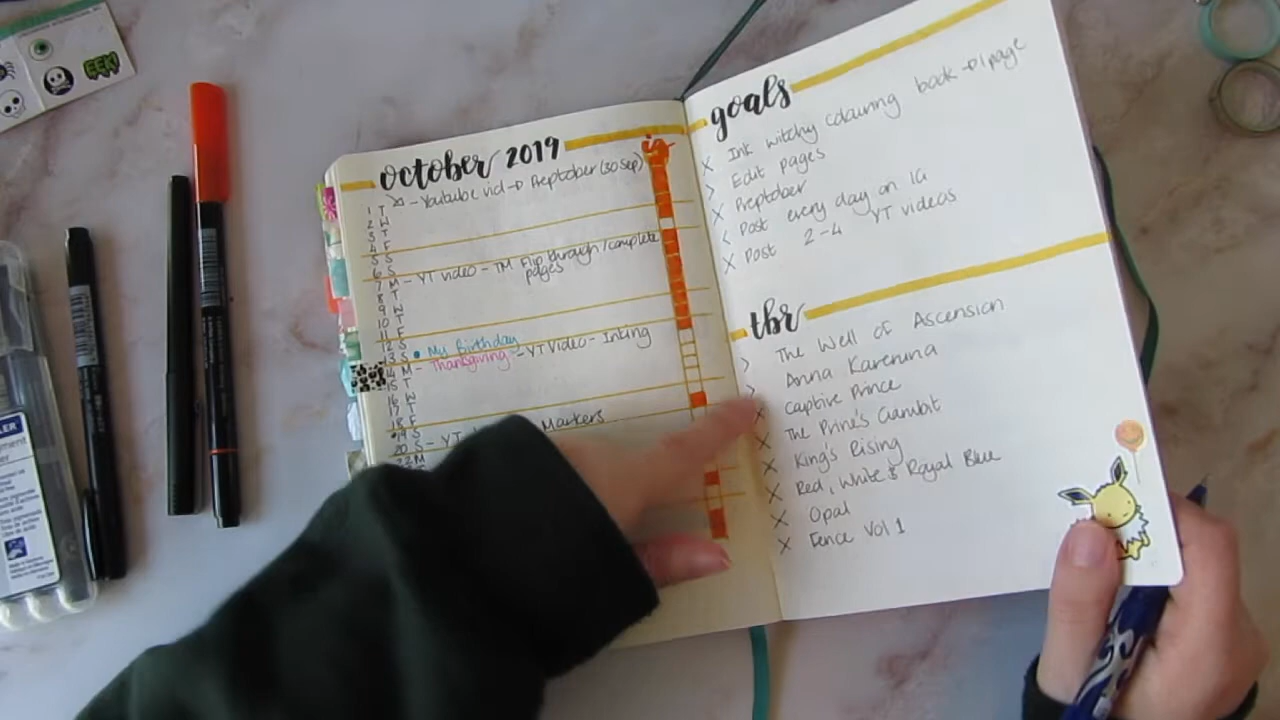 EEK
october 2019
1 T - Youtube vid → Preptober (30 Sep)
2 W
3 T
4 F
5 S
6 S
7 M - YT video - TM Flip through / complete
pages
8 T
9 W
10 T
11 F
12 S
13 S • My Birthday
14 M - Thanksgiving - YT Video - Inking
15 T
16 W
17 T
18 F
19 S
20 S - YT Markers
M
goals
x Ink witchy colouring book → 1 page
> Edit pages
x Preptober
< Post every day on IG
x Post 2-4 YT videos
tbr
> The Well of Ascension
> Anna Karenina
x Captive Prince
x The Prine's Gambit
x King's Rising
x Red, White & Royal Blue
x Opal
x Fence Vol 1